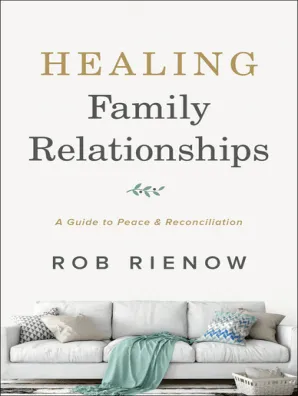 HEALING
Family
Relationships
A Guide to Peace & Reconciliation
ROB RIENOW